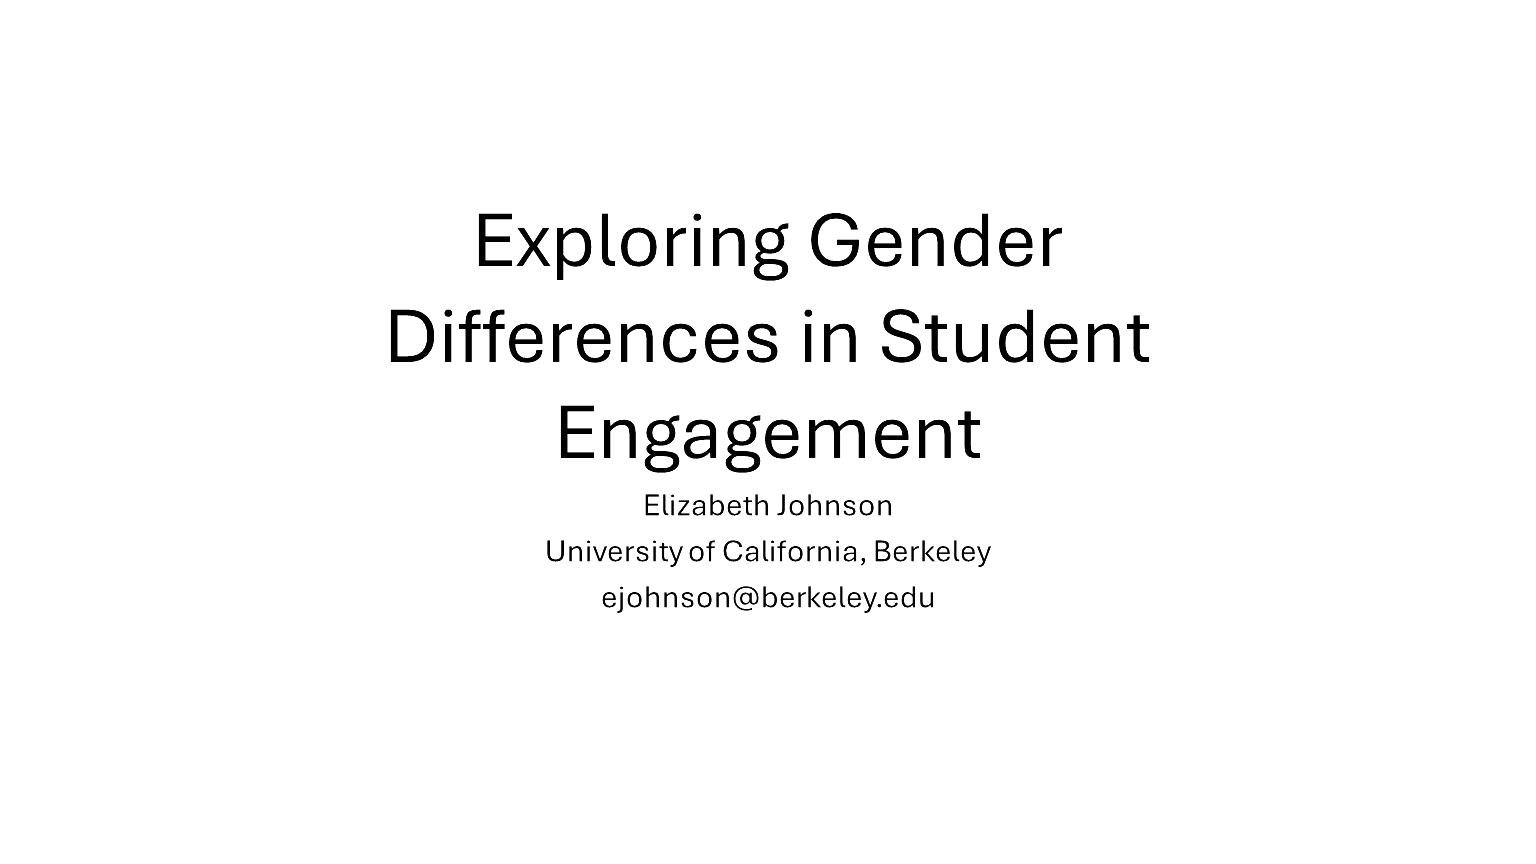 Exploring Gender
Differences in Student
Engagement
Elizabeth Johnson
University of California, Berkeley
ejohnson@berkeley.edu